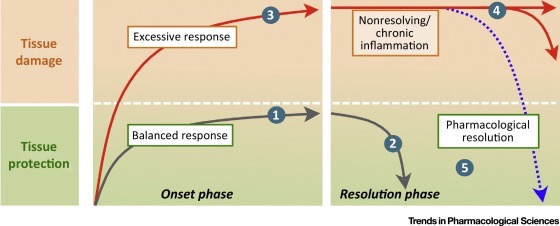 Tissue
damage
Tissue
protection
Excessive response
3
Balanced response
1
Onset phase
Nonresolving/
chronic
inflammation
4
2
Pharmacological
resolution
5
Resolution phase
Trends in Pharmacological Sciences